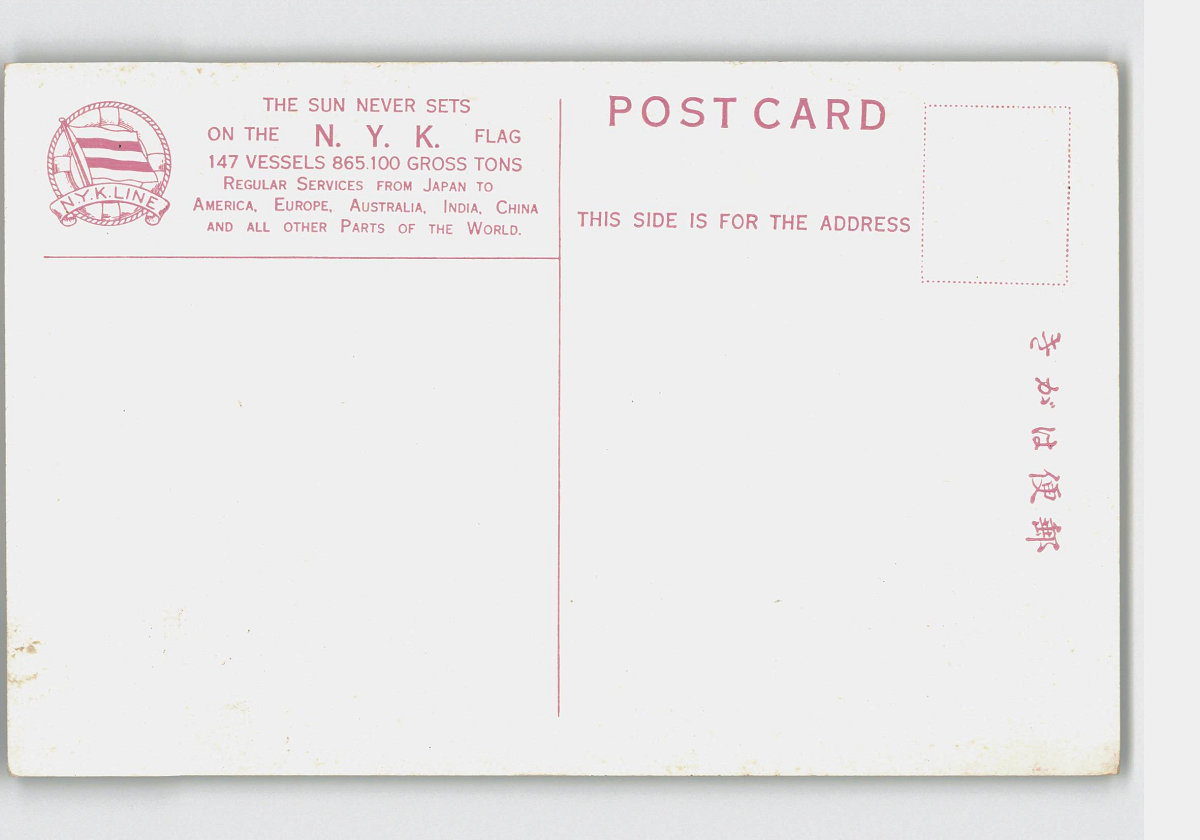 THE SUN NEVER SETS
ON THE N. Y. K. FLAG
147 VESSELS 865.100 GROSS TONS
REGULAR SERVICES FROM JAPAN TO
AMERICA, EUROPE, AUSTRALIA, INDIA, CHINA
AND ALL OTHER PARTS OF THE WORLD.
N.Y.K.LINE
POST CARD
THIS SIDE IS FOR THE ADDRESS
郵便はがき